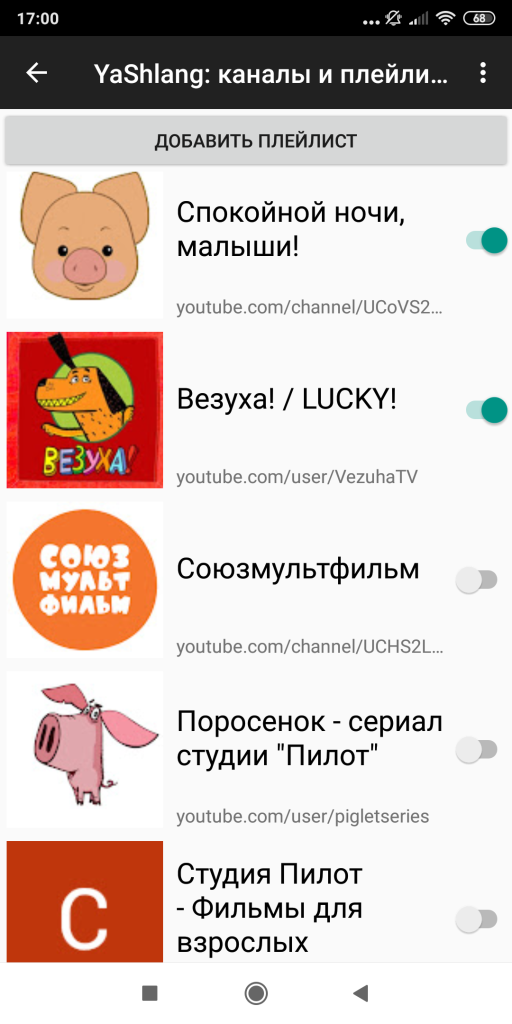 17:00
68
YaShlang: каналы и плейли...
ДОБАВИТЬ ПЛЕЙЛИСТ
Спокойной ночи,
малыши!
youtube.com/channel/UCoVS2...
ВЕЗУХА!
Везуха! / LUCKY!
youtube.com/user/VezuhaTV
СОЮЗ
МУЛЬТ
ФИЛЬМ
Союзмультфильм
youtube.com/channel/UCHS2L...
Поросенок - сериал
студии "Пилот"
youtube.com/user/pigletseries
С
Студия Пилот
- Фильмы для
взрослых